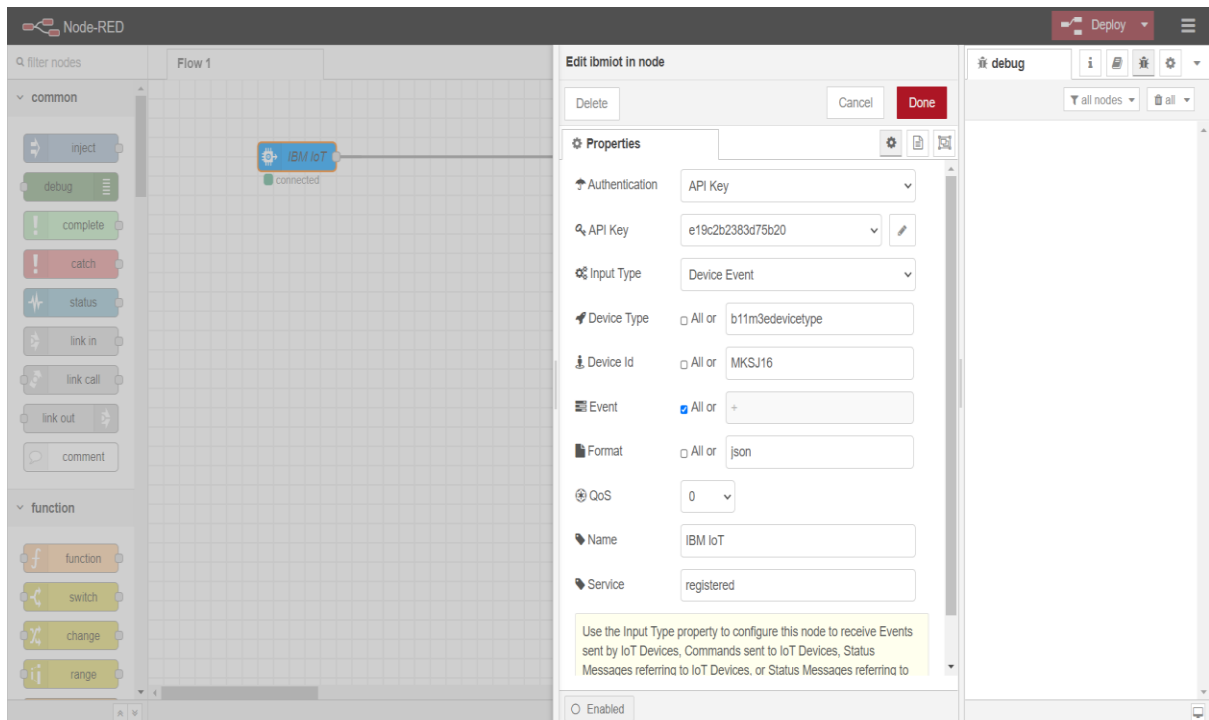 Node-RED
Deploy
filter nodes
Flow 1
Edit ibmiot in node
debug
i
common
Delete
Cancel
Done
all nodes
all
Properties
inject
IBM IoT
connected
debug
Authentication
API Key
complete
API Key
e19c2b2383d75b20
catch
Input Type
Device Event
status
Device Type
All or
b11m3edevicetype
link in
Device Id
All or
MKSJ16
link call
Event
All or
+
link out
Format
All or
json
comment
QoS
0
function
Name
IBM IoT
function
Service
registered
switch
change
Use the Input Type property to configure this node to receive Events
sent by IoT Devices, Commands sent to IoT Devices, Status
Messages referring to IoT Devices, or Status Messages referring to
range
Enabled